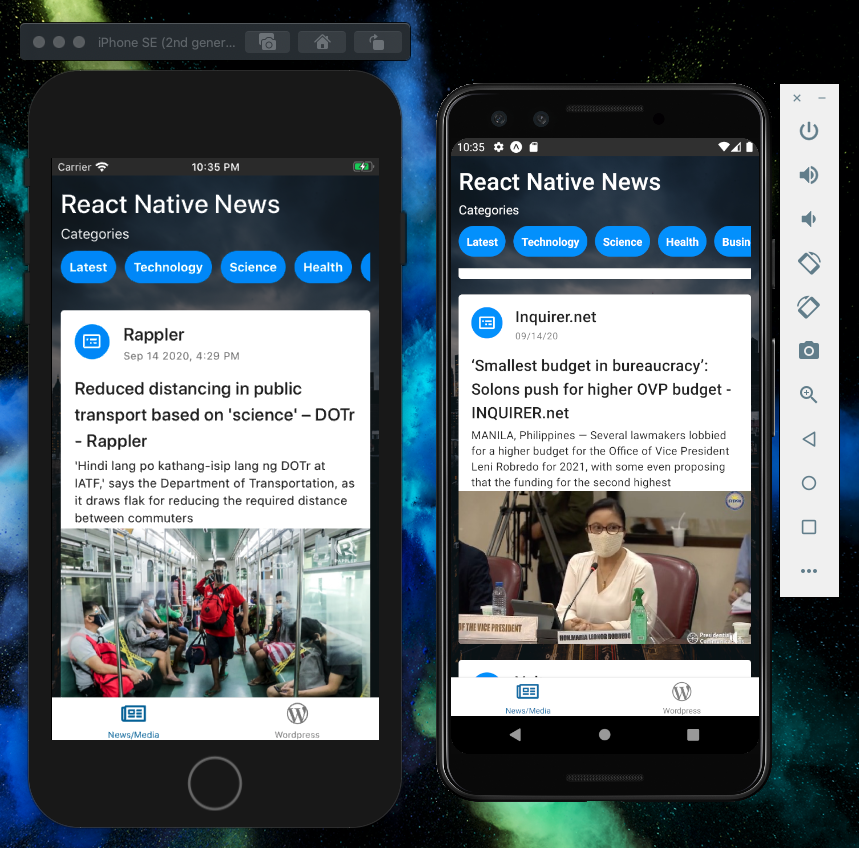 iPhone SE (2nd gener...
Carrier
10:35 PM
React Native News
Categories
Latest
Technology
Science
Health
Rappler
Sep 14 2020, 4:29 PM
Reduced distancing in public
transport based on 'science' – DOTr
- Rappler
'Hindi lang po kathang-isip lang ng DOTr at
IATF,' says the Department of Transportation, as
it draws flak for reducing the required distance
between commuters
News/Media
Wordpress
10:35
React Native News
Categories
Latest
Technology
Science
Health
Busin
Inquirer.net
09/14/20
‘Smallest budget in bureaucracy’:
Solons push for higher OVP budget -
INQUIRER.net
MANILA, Philippines — Several lawmakers lobbied
for a higher budget for the Office of Vice President
Leni Robredo for 2021, with some even proposing
that the funding for the second highest
OF THE VICE PRESIDENT
HON. MARIA LEONOR ROBREDO
News/Media
Wordpress